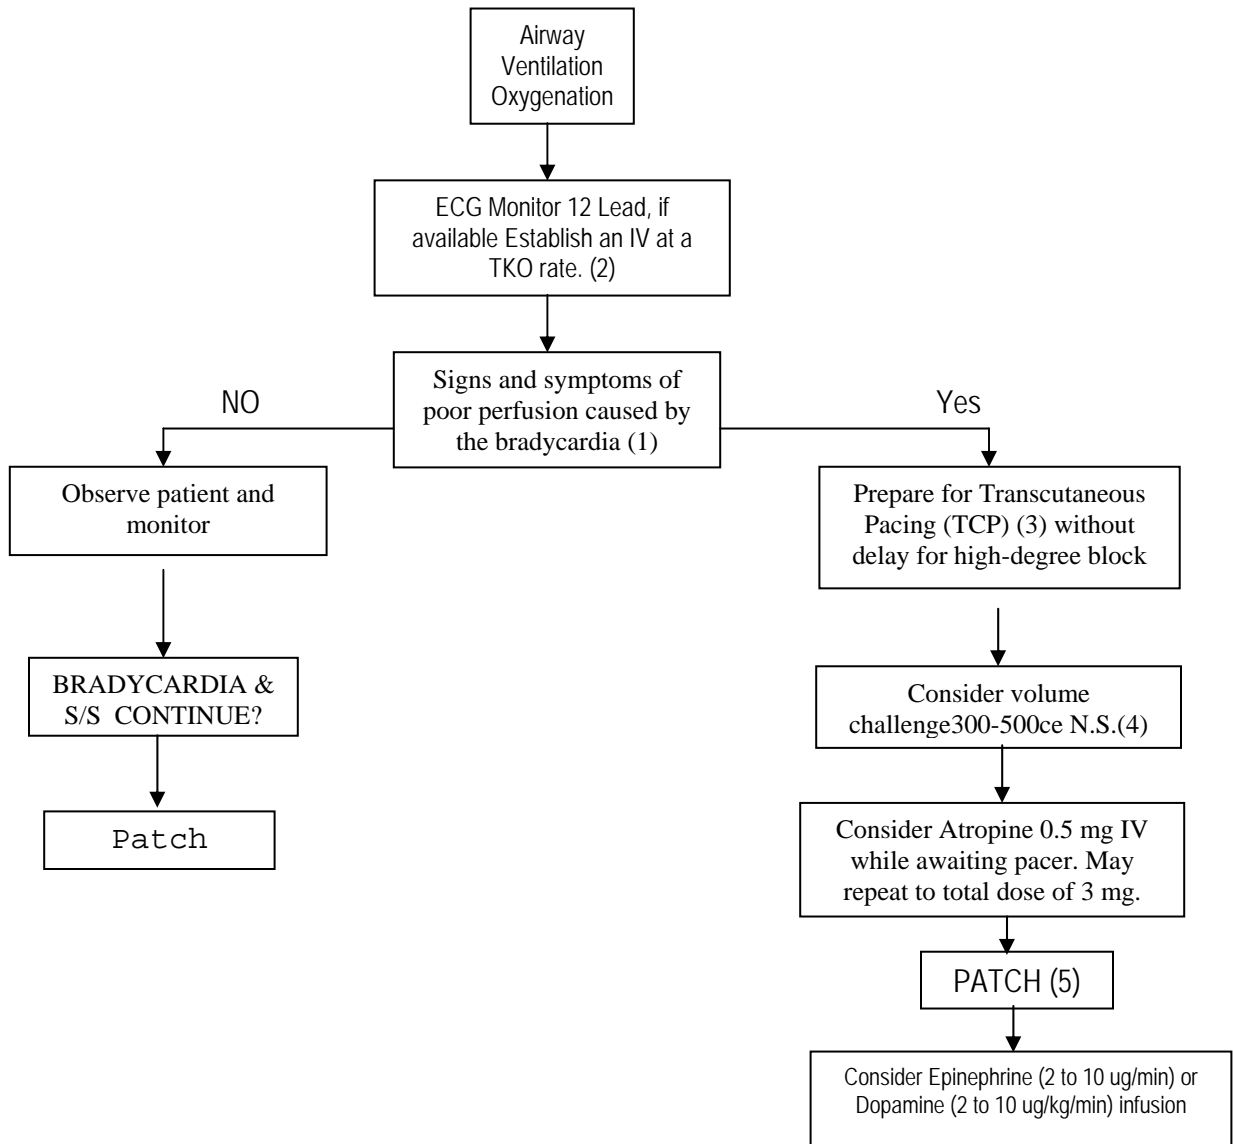 Airway
Ventilation
Oxygenation
ECG Monitor 12 Lead, if
available Establish an IV at a
TKO rate. (2)
Signs and symptoms of
poor perfusion caused by
the bradycardia (1)
NO
Yes
Observe patient and
monitor
BRADYCARDIA &
S/S CONTINUE?
Patch
Prepare for Transcutaneous
Pacing (TCP) (3) without
delay for high-degree block
Consider volume
challenge300-500ce N.S.(4)
Consider Atropine 0.5 mg IV
while awaiting pacer. May
repeat to total dose of 3 mg.
PATCH (5)
Consider Epinephrine (2 to 10 ug/min) or
Dopamine (2 to 10 ug/kg/min) infusion